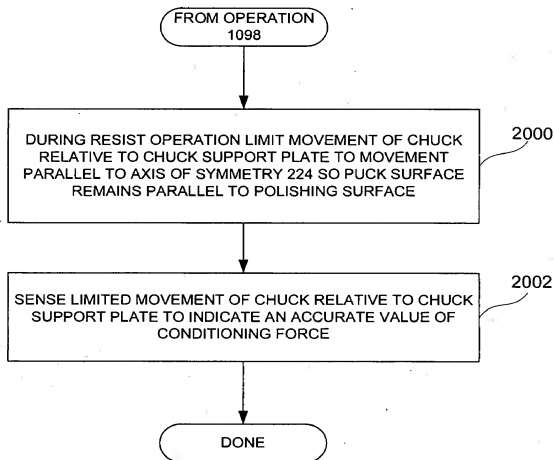 FROM OPERATION
1098
DURING RESIST OPERATION LIMIT MOVEMENT OF CHUCK
RELATIVE TO CHUCK SUPPORT PLATE TO MOVEMENT
PARALLEL TO AXIS OF SYMMETRY 224 SO PUCK SURFACE
REMAINS PARALLEL TO POLISHING SURFACE
2000
SENSE LIMITED MOVEMENT OF CHUCK RELATIVE TO CHUCK
SUPPORT PLATE TO INDICATE AN ACCURATE VALUE OF
CONDITIONING FORCE
2002
DONE